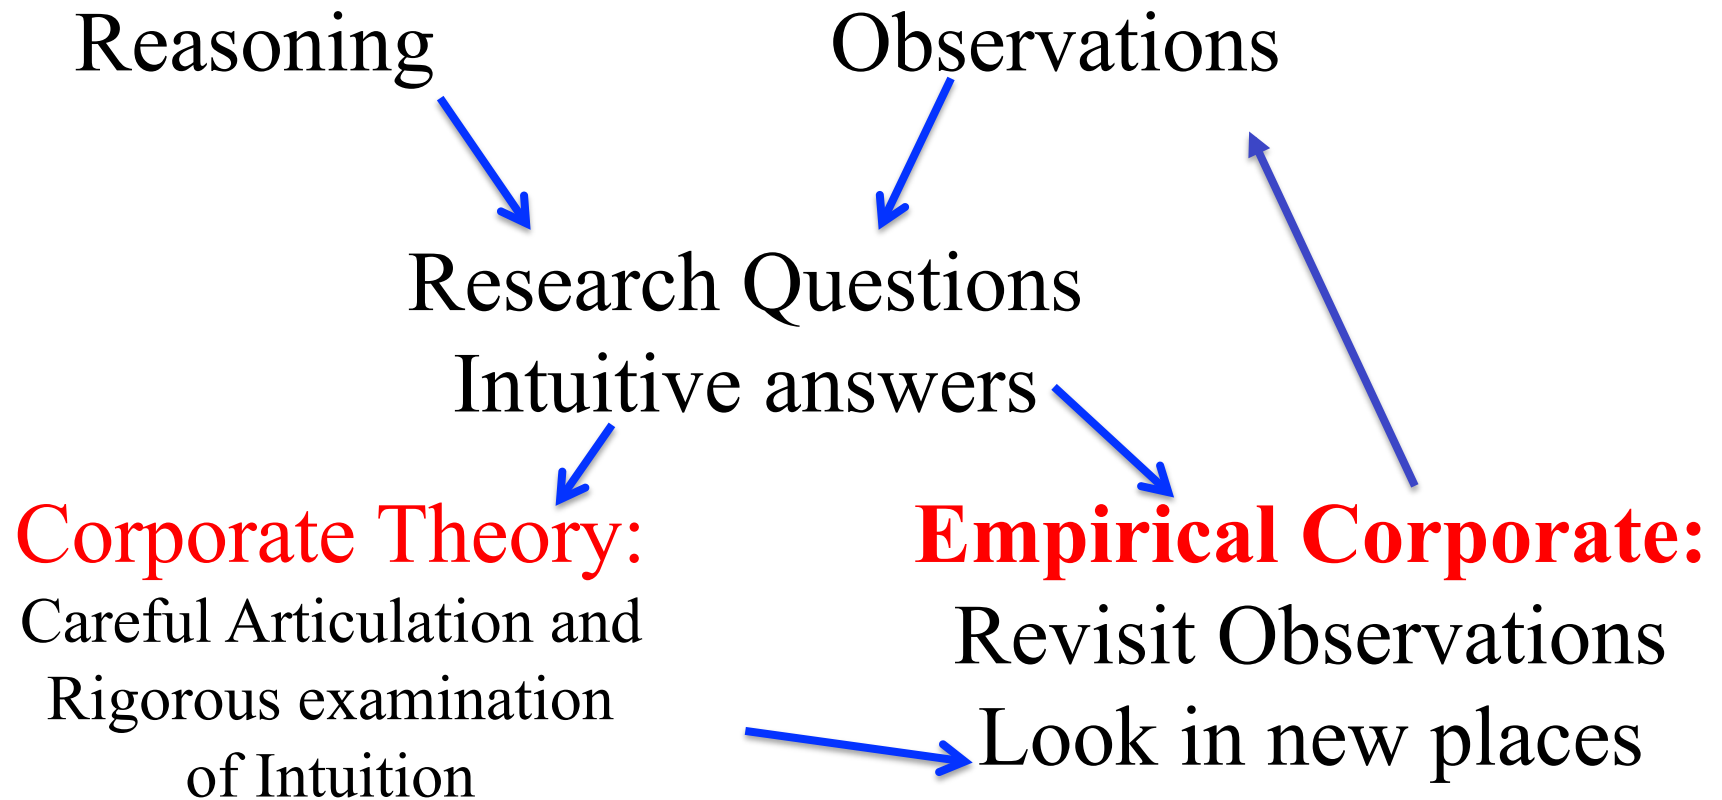 Reasoning
Observations
Research Questions
Intuitive answers
Corporate Theory:
Careful Articulation and
Rigorous examination
of Intuition
Empirical Corporate:
Revisit Observations
Look in new places